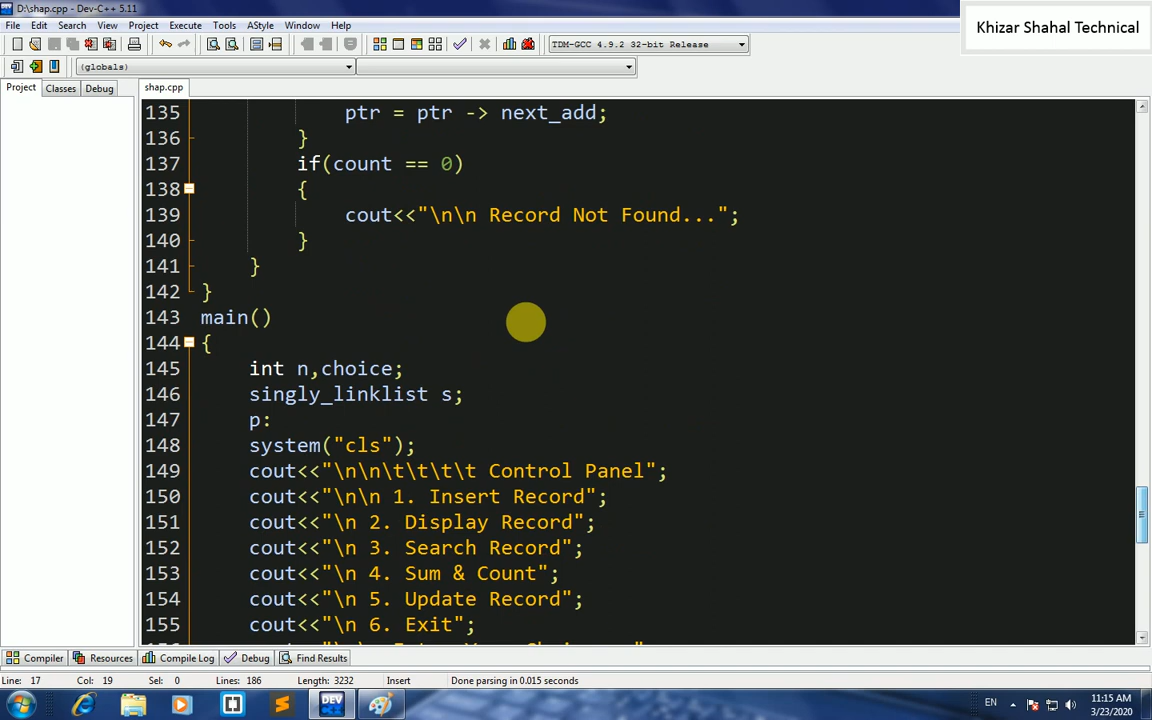 D:\shap.cpp - Dev-C++ 5.11
Khizar Shahal Technical
File Edit Search View Project Execute Tools AStyle Window Help
TDM-GCC 4.9.2 32-bit Release
(globals)
Project Classes Debug
shap.cpp
135 ptr = ptr -> next_add;
136 }
137 if(count == 0)
138 {
139 cout<<"\n\n Record Not Found...";
140 }
141 }
142 }
143 main()
144 {
145 int n,choice;
146 singly_linklist s;
147 p:
148 system("cls");
149 cout<<"\n\n\t\t\t\t Control Panel";
150 cout<<"\n\n 1. Insert Record";
151 cout<<"\n 2. Display Record";
152 cout<<"\n 3. Search Record";
153 cout<<"\n 4. Sum & Count";
154 cout<<"\n 5. Update Record";
155 cout<<"\n 6. Exit";
Compiler Resources Compile Log Debug Find Results
Line: 17 Col: 19 Sel: 0 Lines: 186 Length: 3232 Insert Done parsing in 0.015 seconds
DEV
EN
11:15 AM
3/23/2020